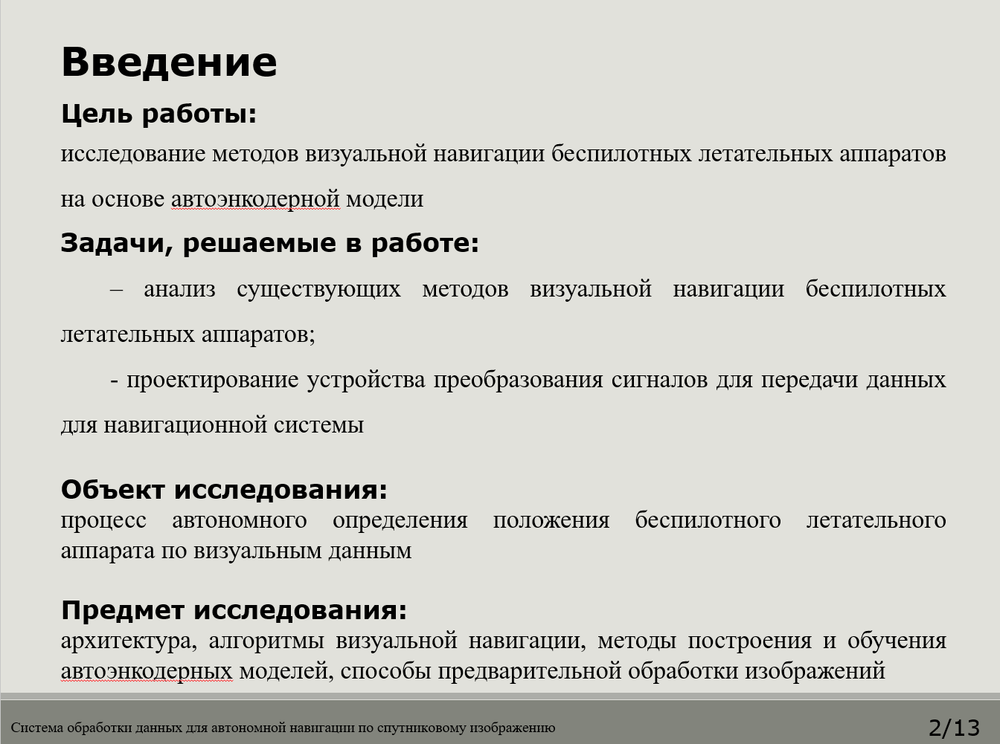 Введение
Цель работы:
исследование методов визуальной навигации беспилотных летательных аппаратов
на основе автоэнкодерной модели
Задачи, решаемые в работе:
– анализ существующих методов визуальной навигации беспилотных
летательных аппаратов;
- проектирование устройства преобразования сигналов для передачи данных
для навигационной системы
Объект исследования:
процесс автономного определения положения беспилотного летательного
аппарата по визуальным данным
Предмет исследования:
архитектура, алгоритмы визуальной навигации, методы построения и обучения
автоэнкодерных моделей, способы предварительной обработки изображений
Система обработки данных для автономной навигации по спутниковому изображению
2/13